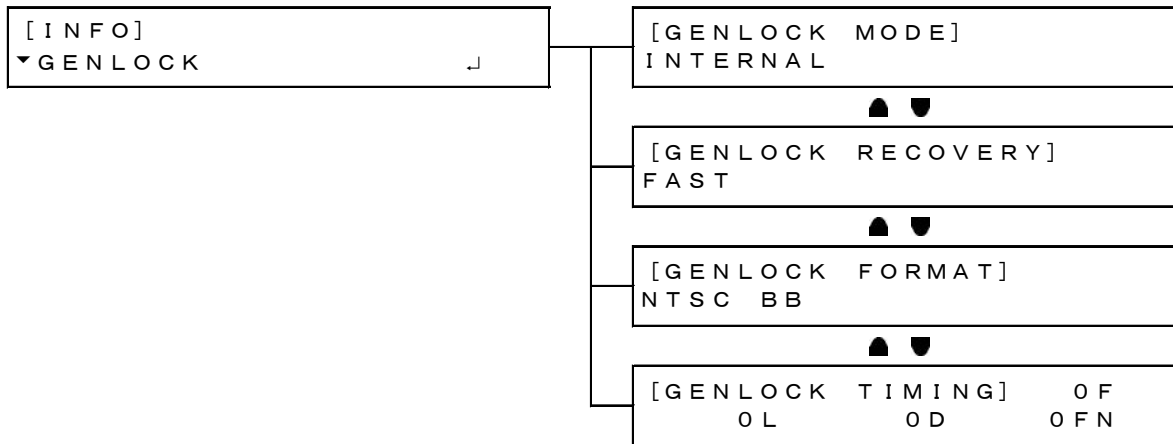 [INFO]
▼GENLOCK ↵
[GENLOCK MODE]
INTERNAL
[GENLOCK RECOVERY]
FAST
[GENLOCK FORMAT]
NTSC BB
[GENLOCK TIMING] 0F
0L 0D 0FN